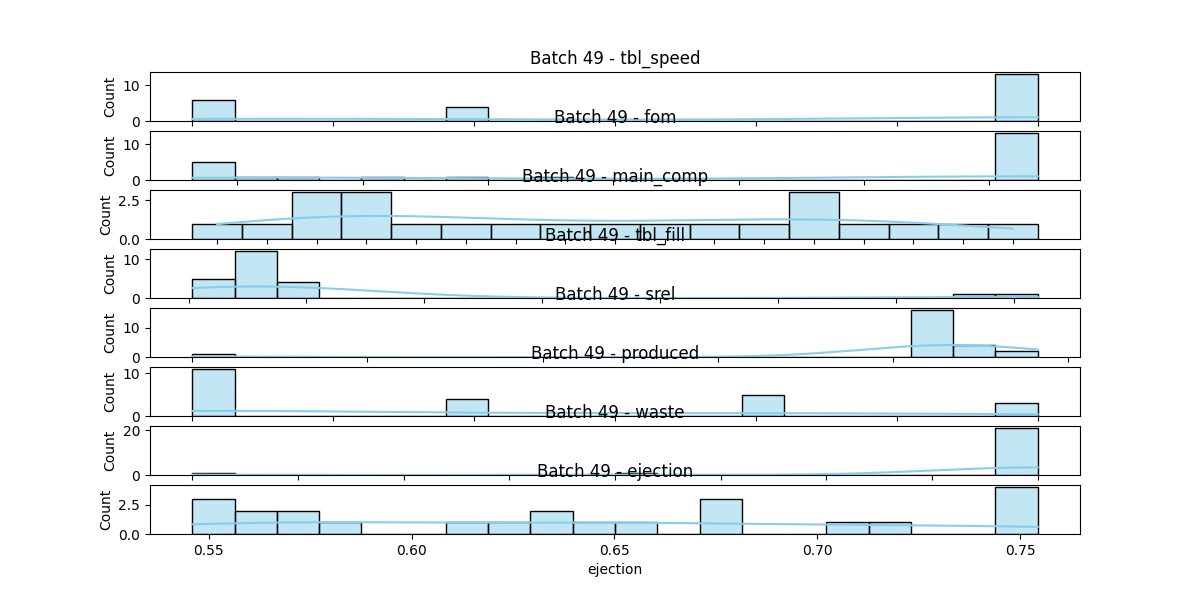 Batch 49 - tbl_speed
Count
10
0
Batch 49 - fom
Count
10
0
Batch 49 - main_comp
Count
2.5
0.0
Batch 49 - tbl_fill
Count
10
0
Batch 49 - srel
Count
10
0
Batch 49 - produced
Count
10
0
Batch 49 - waste
Count
20
0
Batch 49 - ejection
Count
2.5
0.0
0.55 0.60 0.65 0.70 0.75
ejection